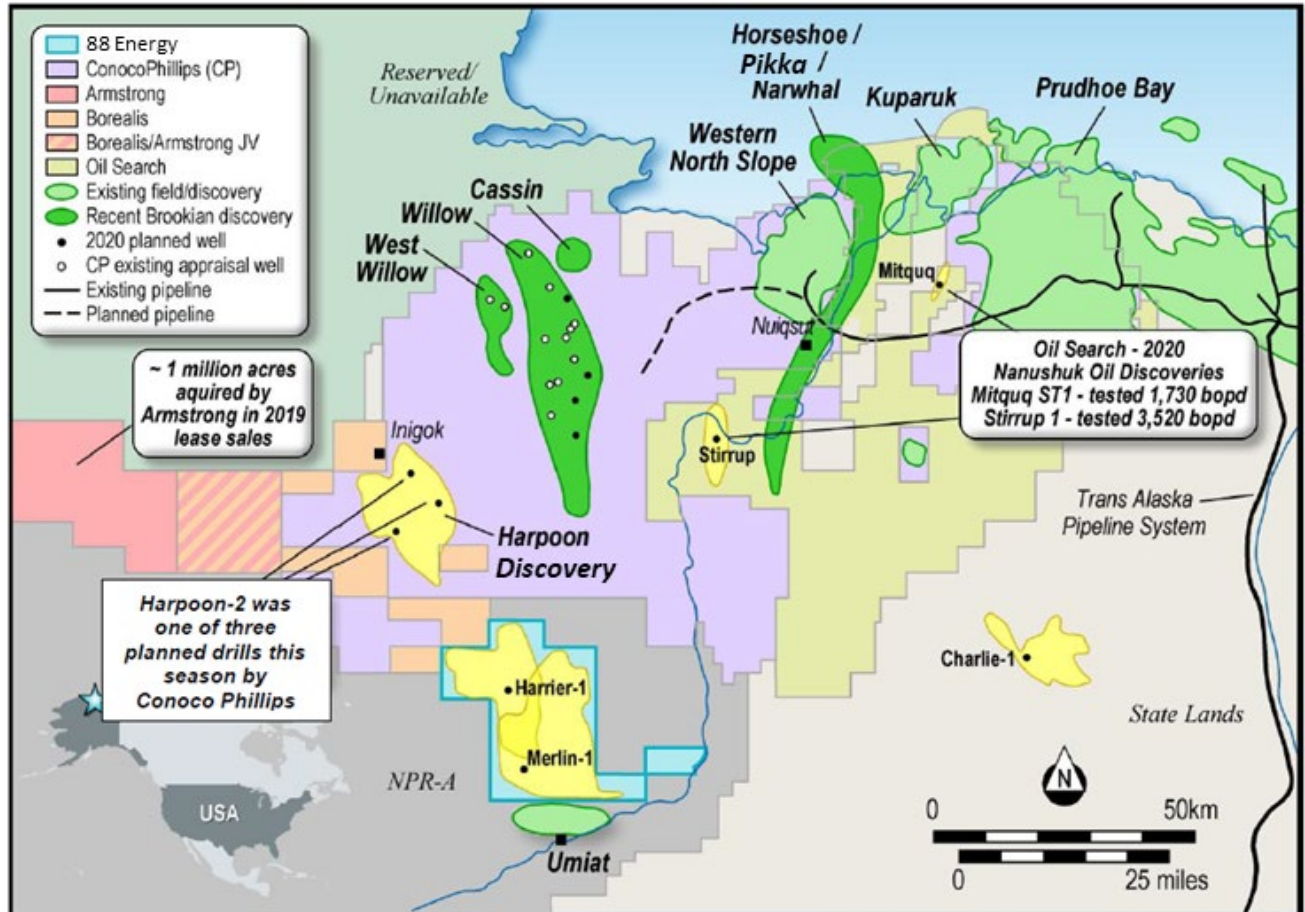 88 Energy
ConocoPhillips (CP)
Armstrong
Borealis
Borealis/Armstrong JV
Oil Search
Existing field/discovery
Recent Brookian discovery
2020 planned well
CP existing appraisal well
Existing pipeline
Planned pipeline
Reserved/
Unavailable
Horseshoe /
Pikka /
Narwhal
Kuparuk
Prudhoe Bay
Western
North Slope
Cassin
Willow
West
Willow
Mitquq
Nuiqsut
~ 1 million acres
aquired by
Armstrong in 2019
lease sales
Oil Search - 2020
Nanushuk Oil Discoveries
Mitquq ST1 - tested 1,730 bopd
Stirrup 1 - tested 3,520 bopd
Inigok
Stirrup
Trans Alaska
Pipeline System
Harpoon
Discovery
Harpoon-2 was
one of three
planned drills this
season by
Conoco Phillips
Charlie-1
Harrier-1
State Lands
Merlin-1
NPR-A
USA
N
0 50km
0 25 miles
Umiat